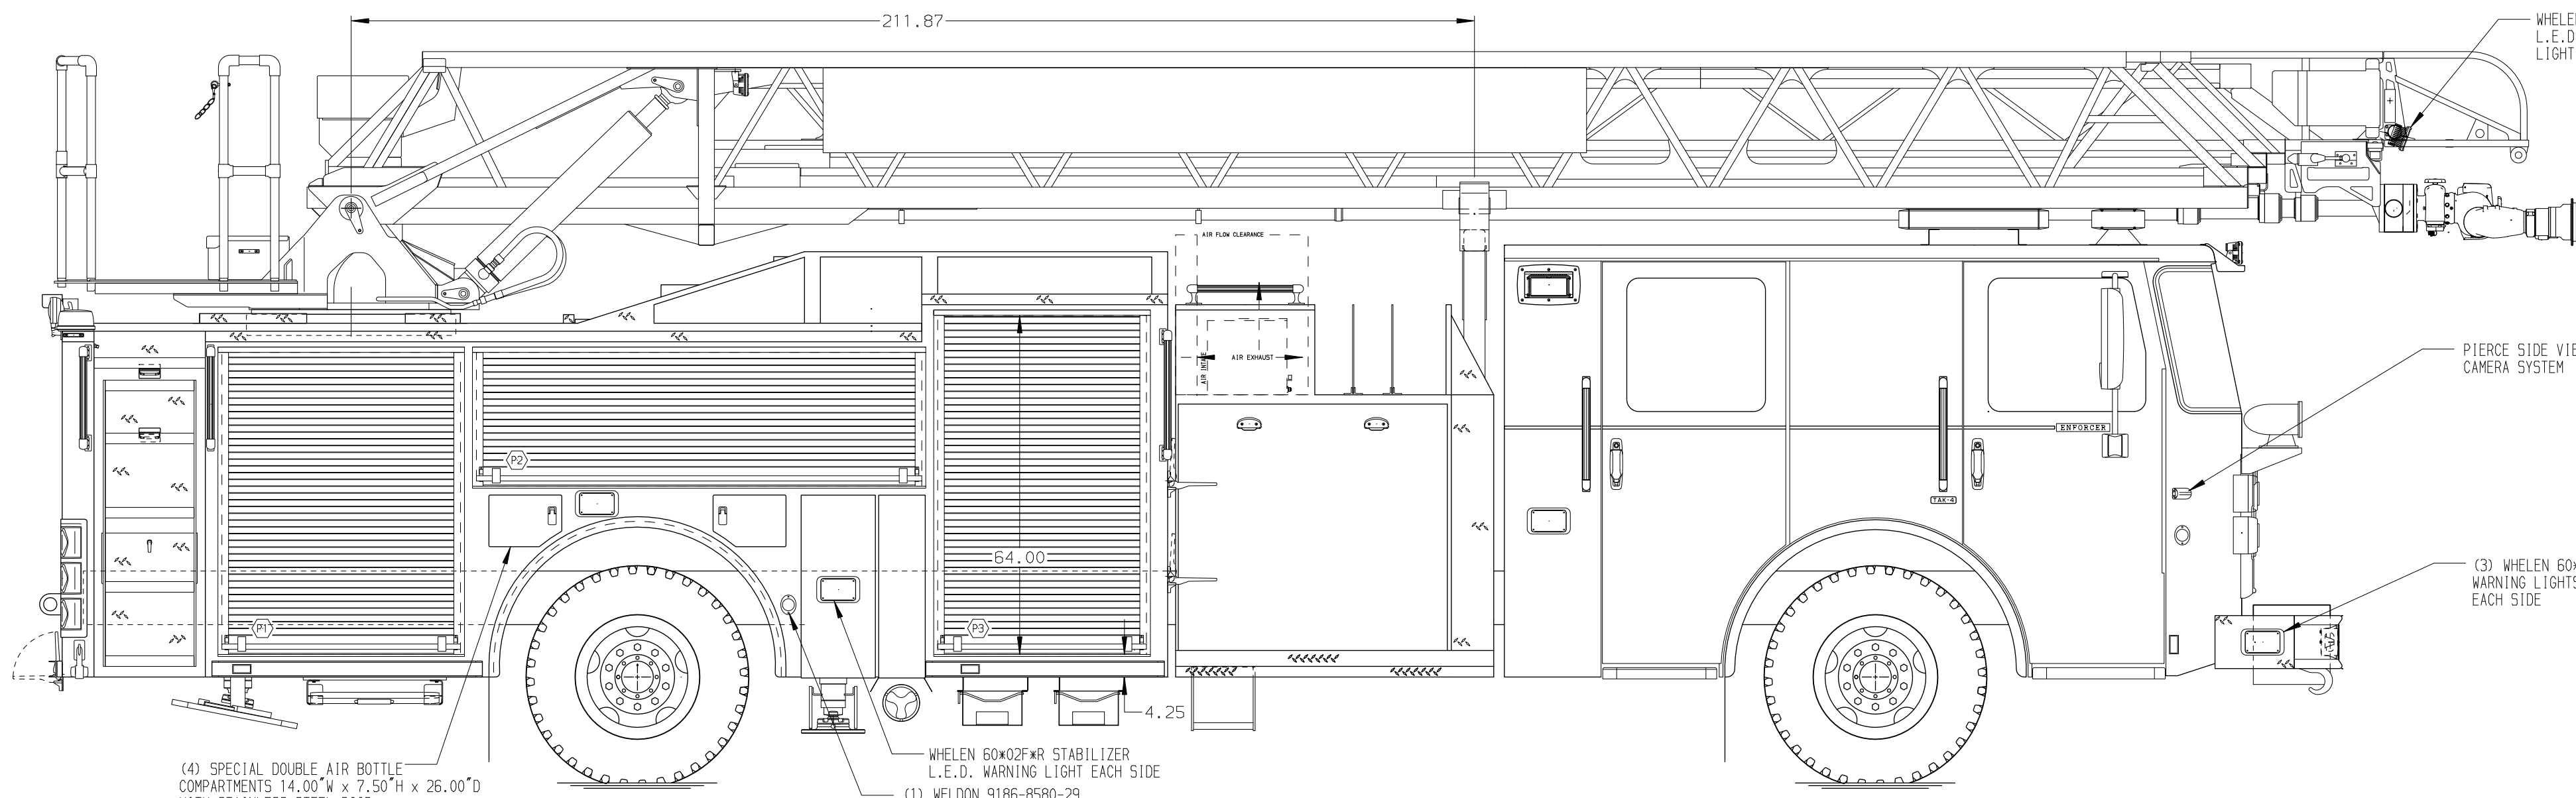 211.87
WHELE
L.E.D
LIGHT
AIR FLOW CLEARANCE
AIR INTAKE
AIR EXHAUST
PIERCE SIDE VIE
CAMERA SYSTEM
ENFORCER
P2
TAK-4
64.00
(3) WHELEN 60*
WARNING LIGHTS
EACH SIDE
P1
P3
4.25
WHELEN 60*02F*R STABILIZER
L.E.D. WARNING LIGHT EACH SIDE
(4) SPECIAL DOUBLE AIR BOTTLE
COMPARTMENTS 14.00"W x 7.50"H x 26.00"D
(1) WELDON 9186-8580-29